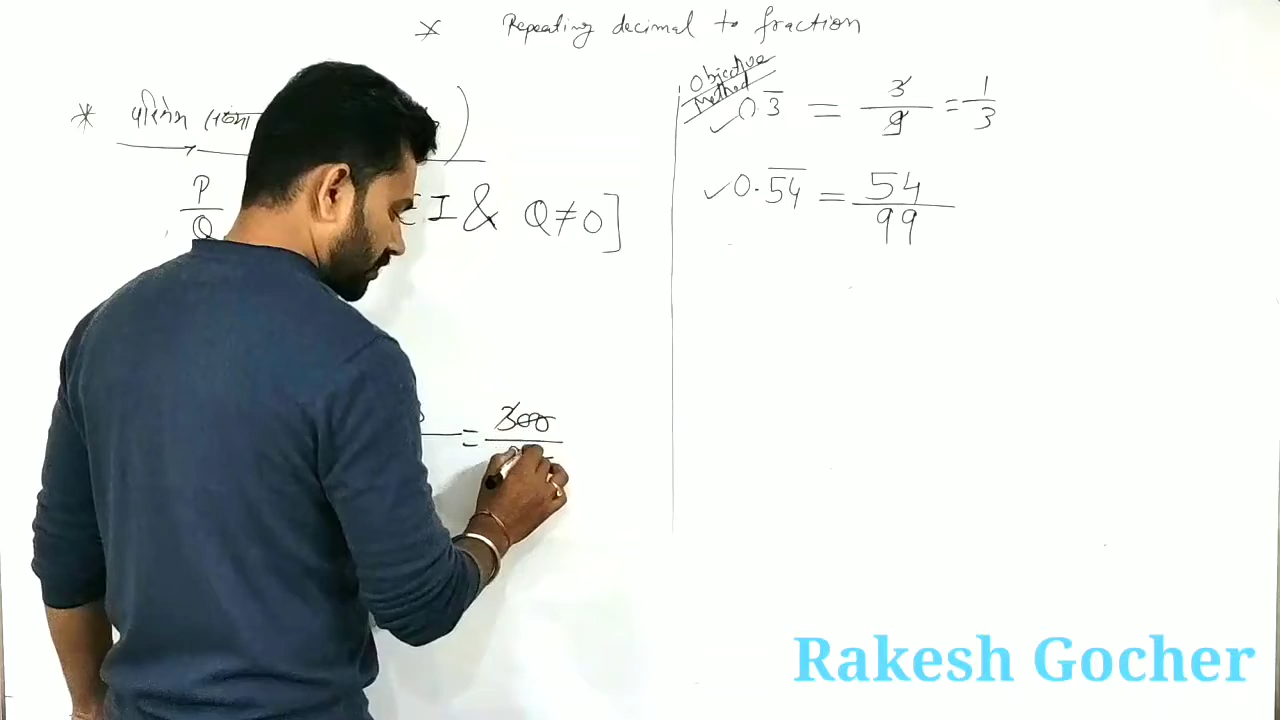 * Repeating decimal to fraction
* परिमेय संख्या )
P/Q I & Q≠0]
= 300
Objective
Method
0.3̅ = 3/9 = 1/3
0.5̅4̅ = 54/99
Rakesh Gocher